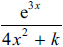 e^{3x}
4x^2 + k